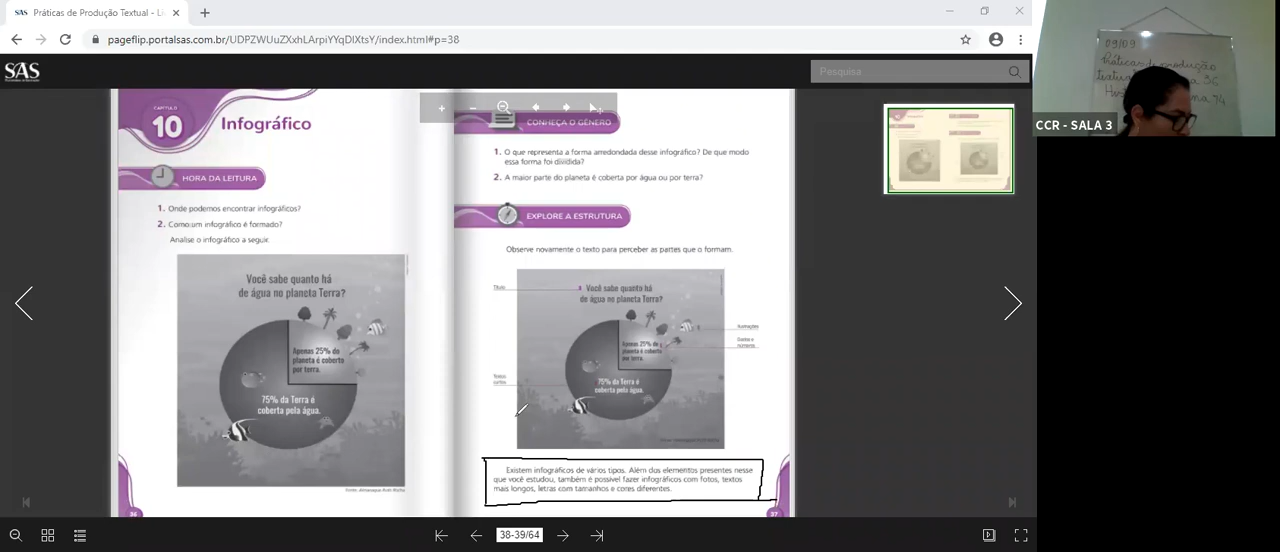 Práticas de Produção Textual - Li
pageflip.portalsas.com.br/UDPZWUuZXxhLArpiYYqDlXtsY/index.html#p=38
SAS
Pesquisa
CAPÍTULO
10
Infográfico
HORA DA LEITURA
1. Onde podemos encontrar infográficos?
2. Como um infográfico é formado?
Analise o infográfico a seguir.
Você sabe quanto há
de água no planeta Terra?
Apenas 25% do
planeta é coberto
por terra.
75% da Terra é
coberta pela água.
36
CONHEÇA O GÊNERO
1. O que representa a forma arredondada desse infográfico? De que modo
essa forma foi dividida?
2. A maior parte do planeta é coberta por água ou por terra?
EXPLORE A ESTRUTURA
Observe novamente o texto para perceber as partes que o formam.
Título
Você sabe quanto há
de água no planeta Terra?
Ilustrações
Dados e
números
Apenas 25% do
planeta é coberto
por terra.
Textos
curtos
75% da Terra é
coberta pela água.
Existem infográficos de vários tipos. Além dos elementos presentes nesse
que você estudou, também é possível fazer infográficos com fotos, textos
mais longos, letras com tamanhos e cores diferentes.
37
38-39/64
09/09
Práticas de produção
36
74
CCR - SALA 3